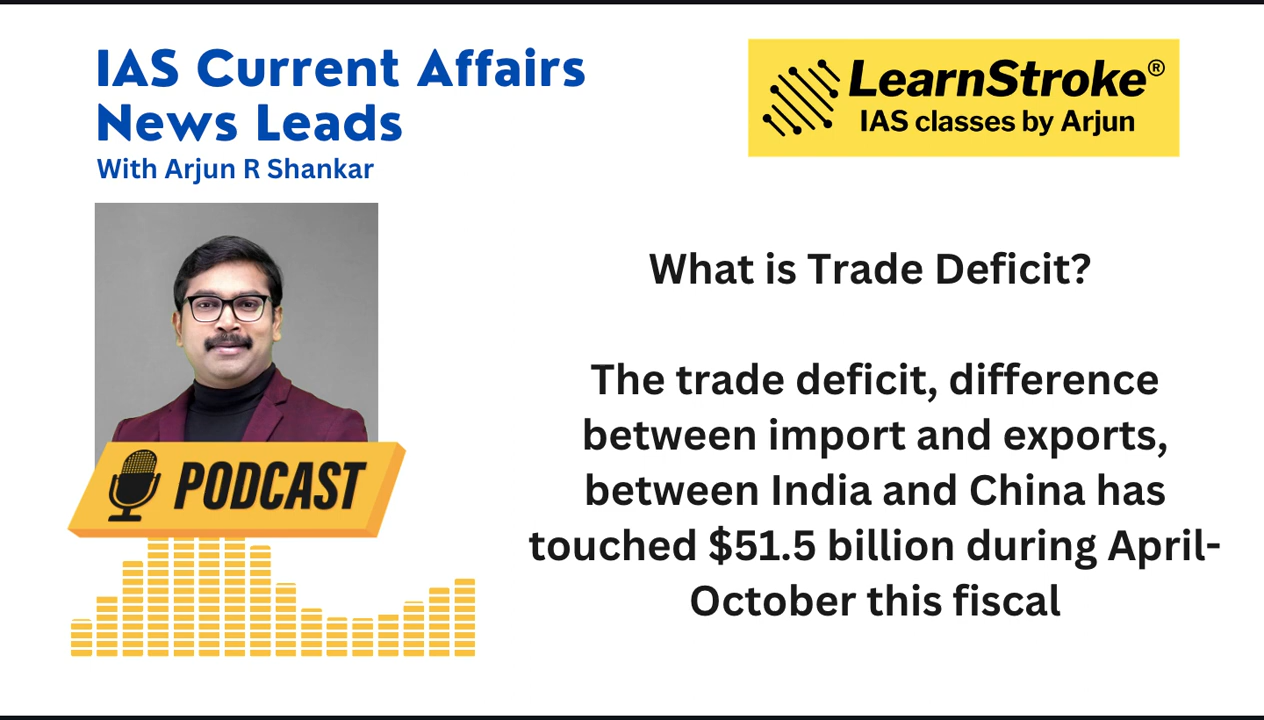 IAS Current Affairs
News Leads
With Arjun R Shankar
LearnStroke®
IAS classes by Arjun
PODCAST
What is Trade Deficit?
The trade deficit, difference
between import and exports,
between India and China has
touched $51.5 billion during April-
October this fiscal